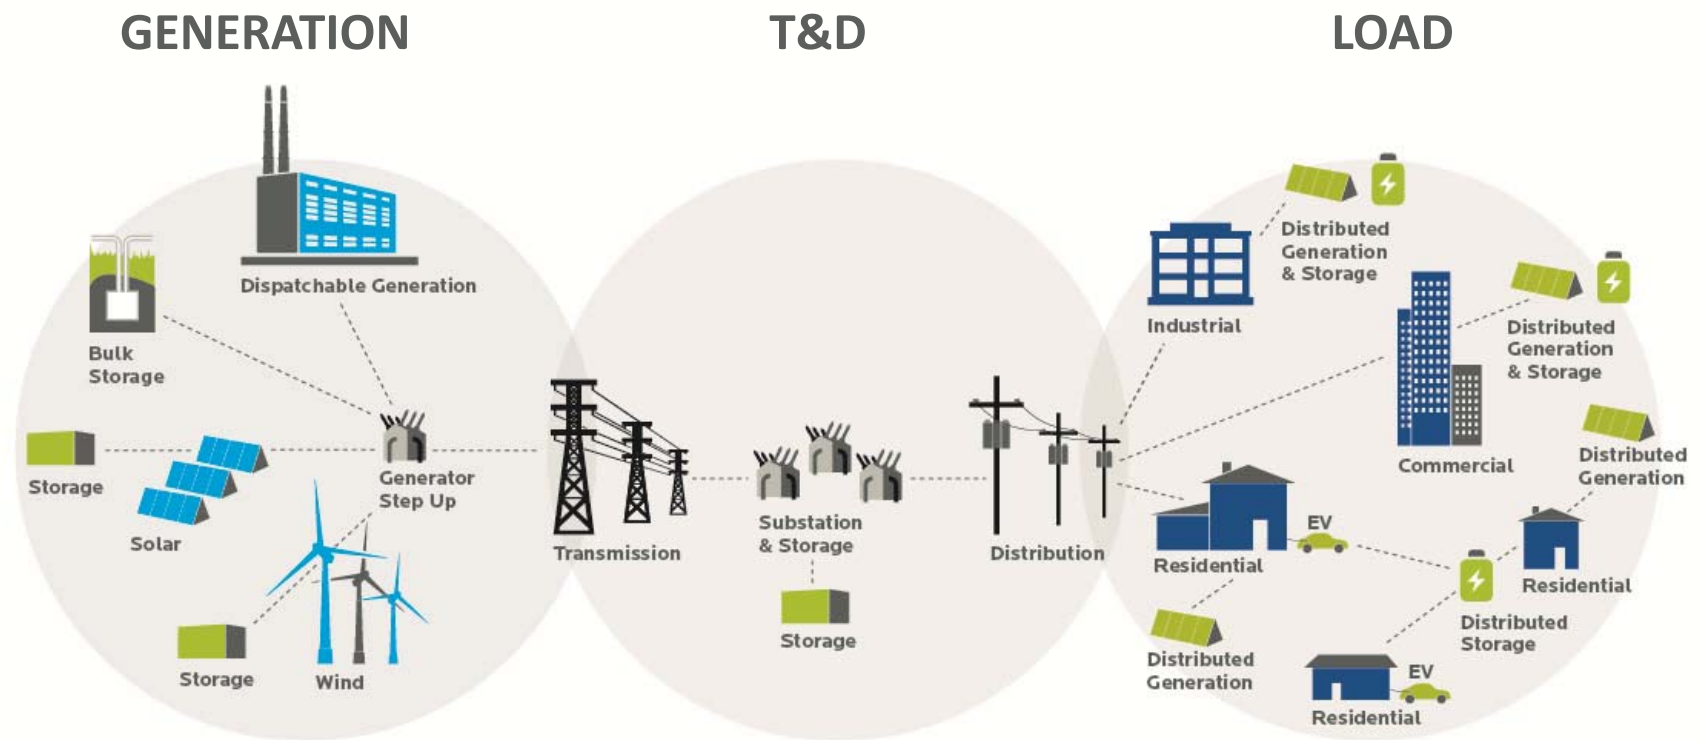 GENERATION
T&D
LOAD
Dispatchable Generation
Bulk
Storage
Storage
Solar
Generator
Step Up
Storage
Wind
Transmission
Substation
& Storage
Storage
Distribution
Industrial
Distributed
Generation
& Storage
Commercial
Distributed
Generation
& Storage
Distributed
Generation
Residential
EV
Residential
Distributed
Storage
Distributed
Generation
EV
Residential